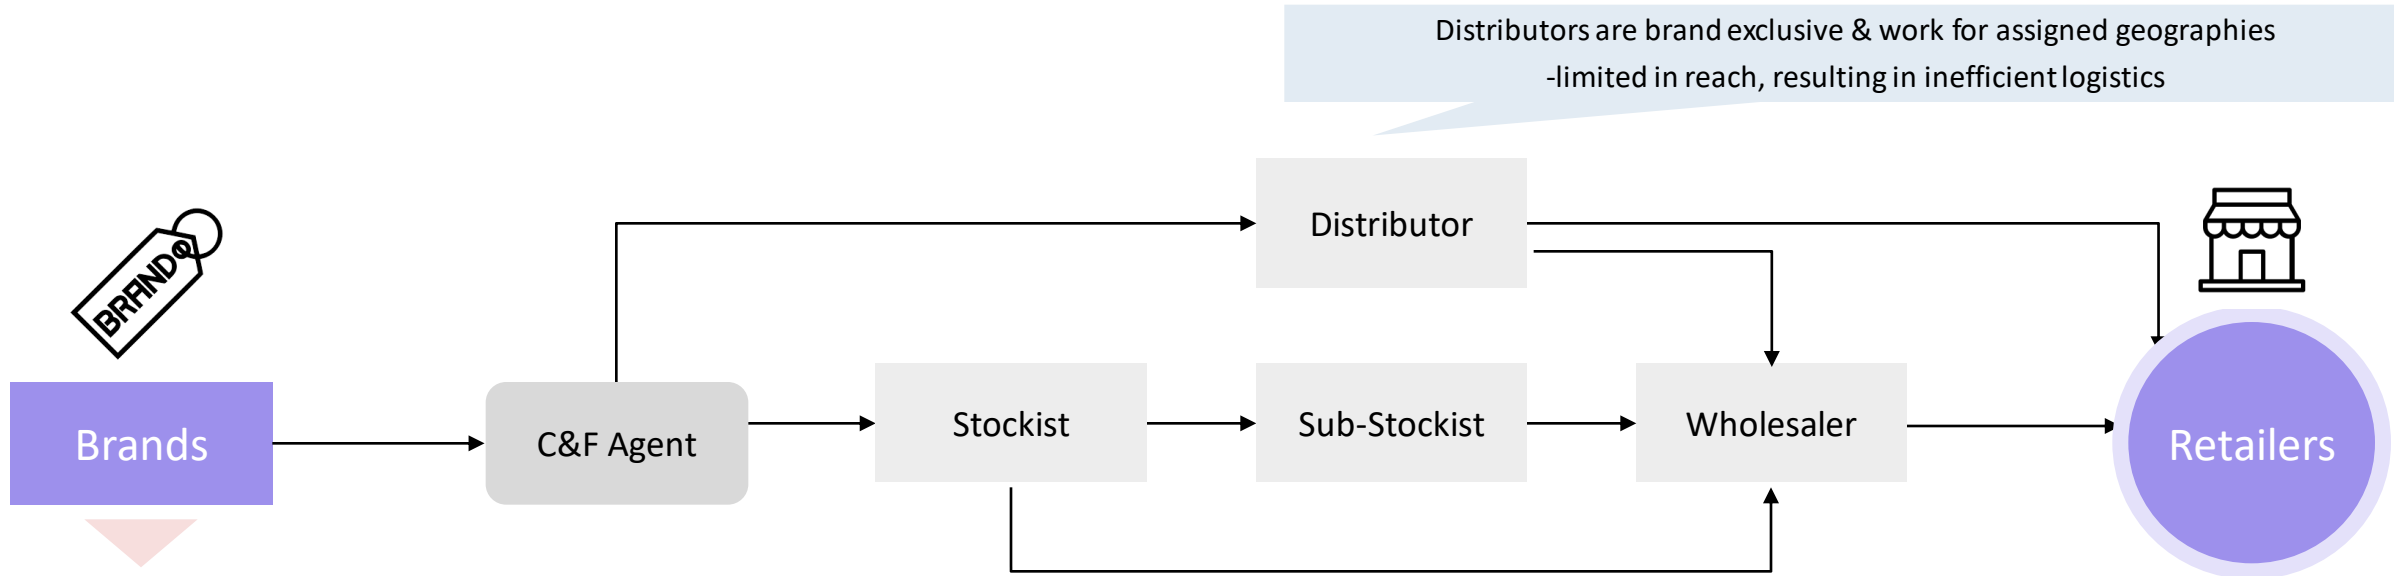 Distributors are brand exclusive & work for assigned geographies
-limited in reach, resulting in inefficient logistics
Distributor
BRAND
Brands
C&F Agent
Stockist
Sub-Stockist
Wholesaler
Retailers